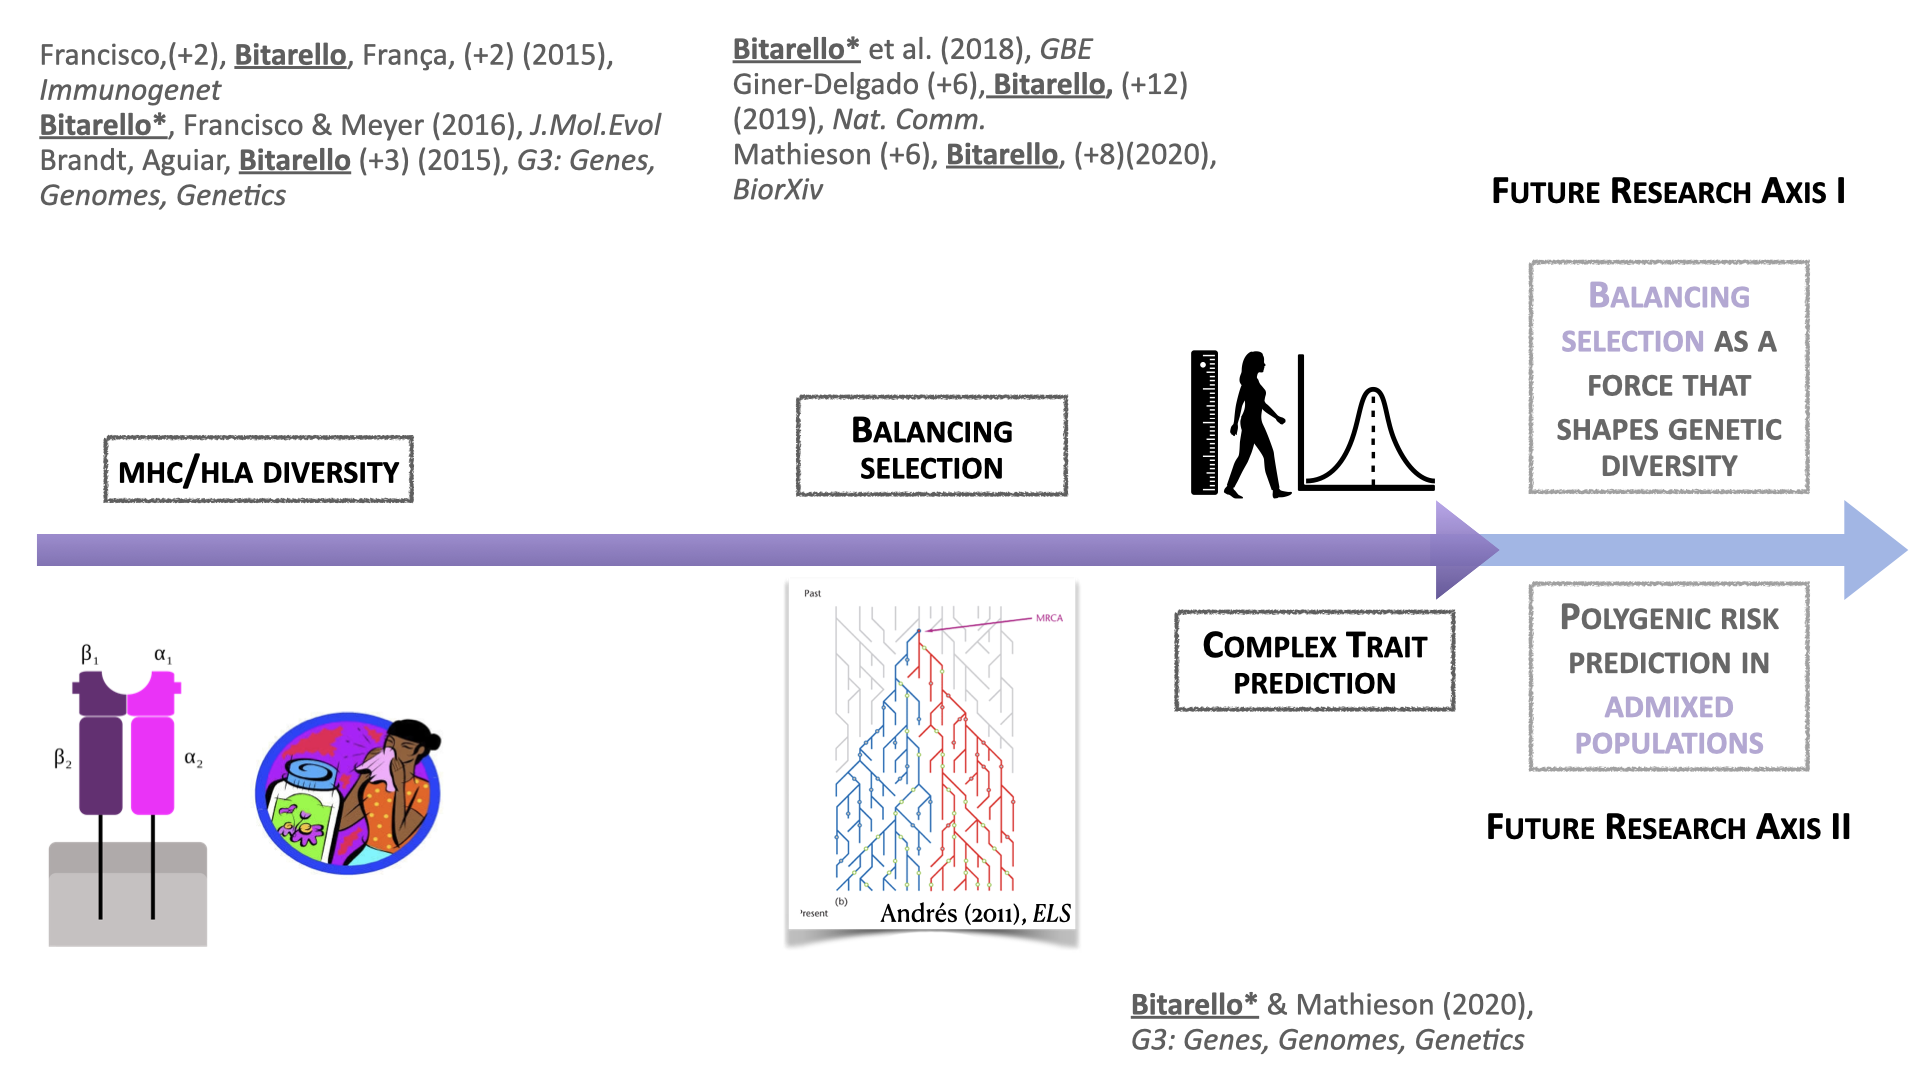 Francisco,(+2), Bitarello, França, (+2) (2015),
Immunogenet
Bitarello*, Francisco & Meyer (2016), J.Mol.Evol
Brandt, Aguiar, Bitarello (+3) (2015), G3: Genes,
Genomes, Genetics
Bitarello* et al. (2018), GBE
Giner-Delgado (+6), Bitarello, (+12)
(2019), Nat. Comm.
Mathieson (+6), Bitarello, (+8)(2020),
BiorXiv
FUTURE RESEARCH AXIS I
BALANCING
SELECTION AS A
FORCE THAT
SHAPES GENETIC
DIVERSITY
MHC/HLA DIVERSITY
BALANCING
SELECTION
COMPLEX TRAIT
PREDICTION
POLYGENIC RISK
PREDICTION IN
ADMIXED
POPULATIONS
FUTURE RESEARCH AXIS II
β1 α1
β2 α2
Past
MRCA
(b)
Present
Andrés (2011), ELS
Bitarello* & Mathieson (2020),
G3: Genes, Genomes, Genetics